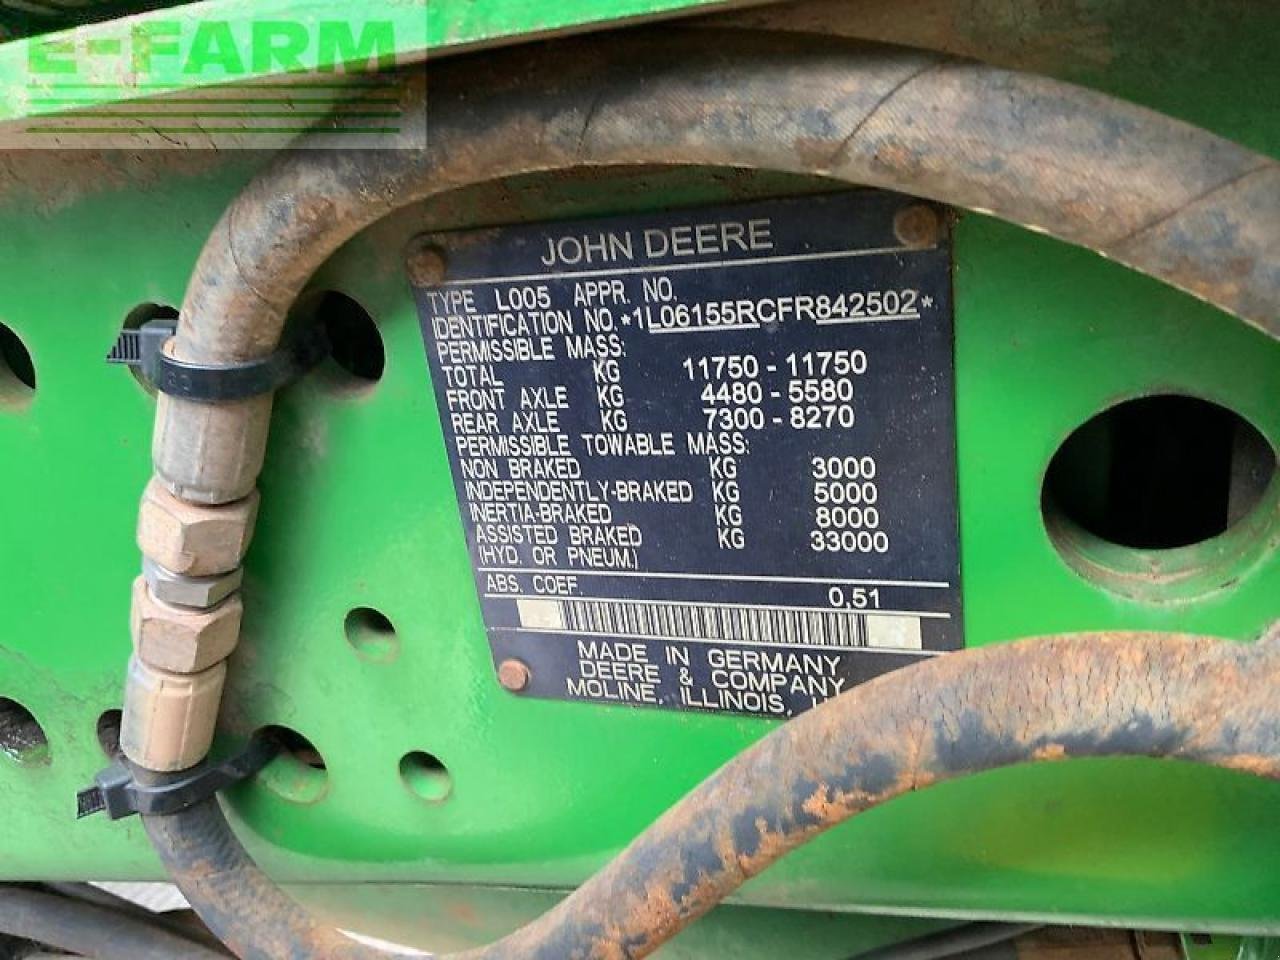 E-FARM
JOHN DEERE
TYPE L005 APPR. NO.
IDENTIFICATION NO. *1L06155RCFR842502*
PERMISSIBLE MASS:
TOTAL KG 11750 - 11750
FRONT AXLE KG 4480 - 5580
REAR AXLE KG 7300 - 8270
PERMISSIBLE TOWABLE MASS:
NON BRAKED KG 3000
INDEPENDENTLY-BRAKED KG 5000
INERTIA-BRAKED KG 8000
ASSISTED BRAKED KG 33000
(HYD. OR PNEUM.)
ABS. COEF. 0,51
MADE IN GERMANY
DEERE & COMPANY
MOLINE, ILLINOIS,